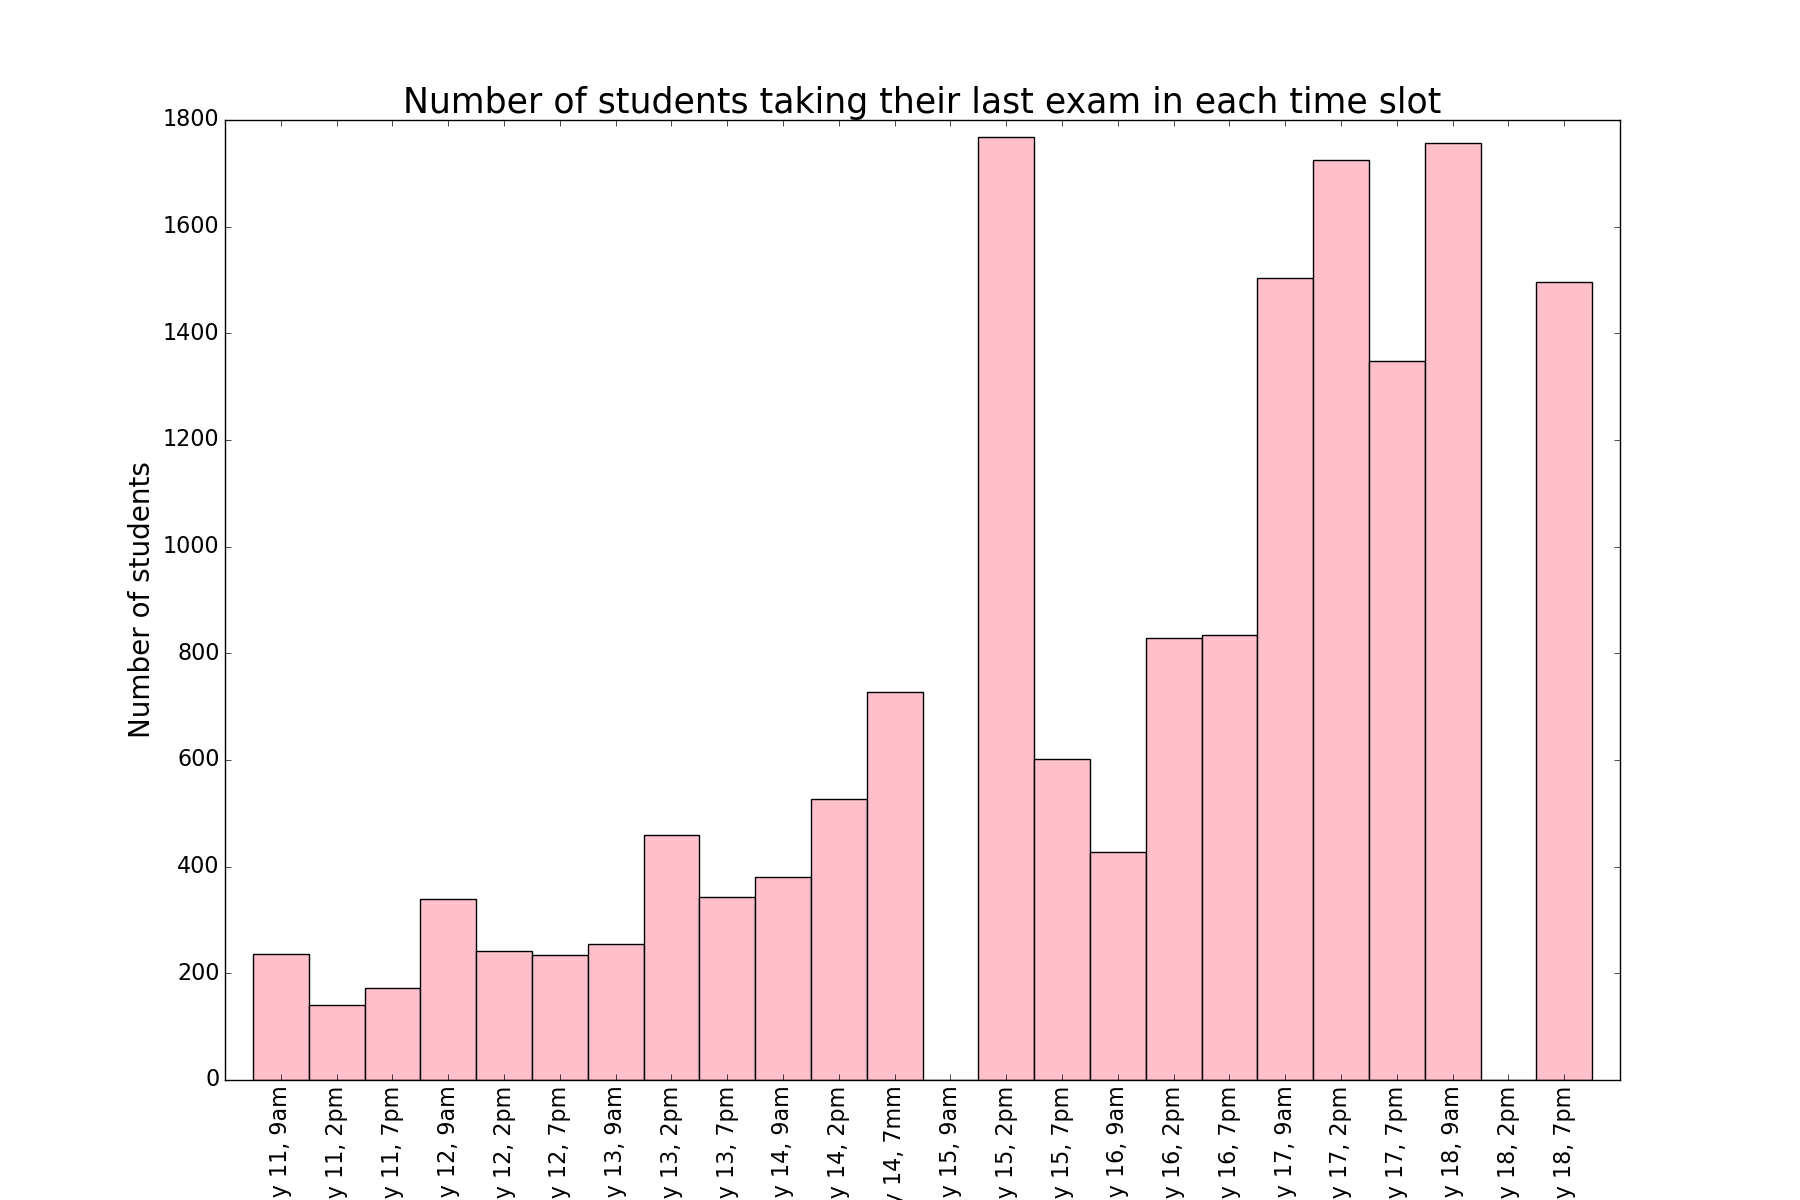 Number of students taking their last exam in each time slot
Number of students
1800
1600
1400
1200
1000
800
600
400
200
0
y 11, 9am
y 11, 2pm
y 11, 7pm
y 12, 9am
y 12, 2pm
y 12, 7pm
y 13, 9am
y 13, 2pm
y 13, 7pm
y 14, 9am
y 14, 2pm
y 14, 7mm
y 15, 9am
y 15, 2pm
y 15, 7pm
y 16, 9am
y 16, 2pm
y 16, 7pm
y 17, 9am
y 17, 2pm
y 17, 7pm
y 18, 9am
y 18, 2pm
y 18, 7pm